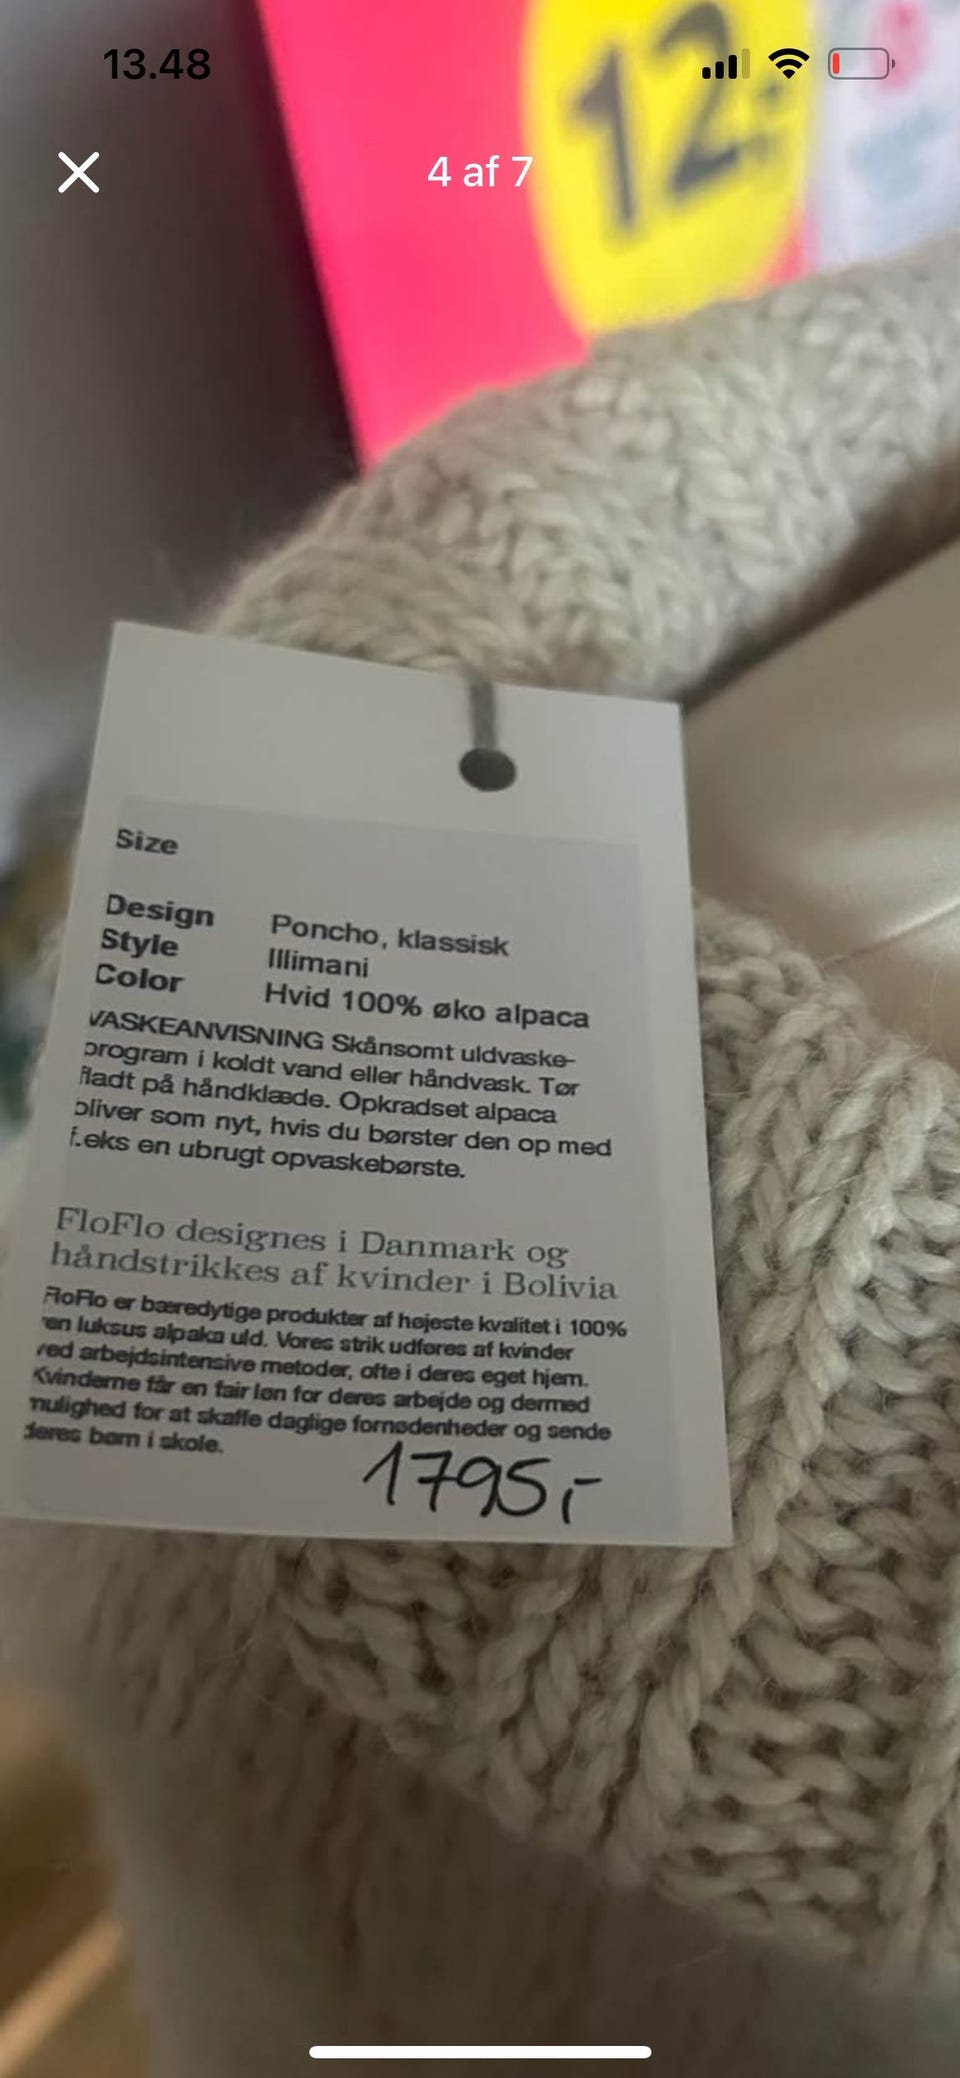 13.48
4 af 7
12
Size
Design Poncho, klassisk
Style Illimani
Color Hvid 100% øko alpaca
VASKEANVISNING Skånsomt uldvaske-
program i koldt vand eller håndvask. Tør
fladt på håndklæde. Opkradset alpaca
bliver som nyt, hvis du børster den op med
f.eks en ubrugt opvaskebørste.
FloFlo designes i Danmark og
håndstrikkes af kvinder i Bolivia
FloFlo er bæredytige produkter af højeste kvalitet i 100%
ren luksus alpaka uld. Vores strik udføres af kvinder
ved arbejdsintensive metoder, ofte i deres eget hjem.
Kvinderne får en fair løn for deres arbejde og dermed
mulighed for at skaffe daglige fornødenheder og sende
deres børn i skole.
1795,-